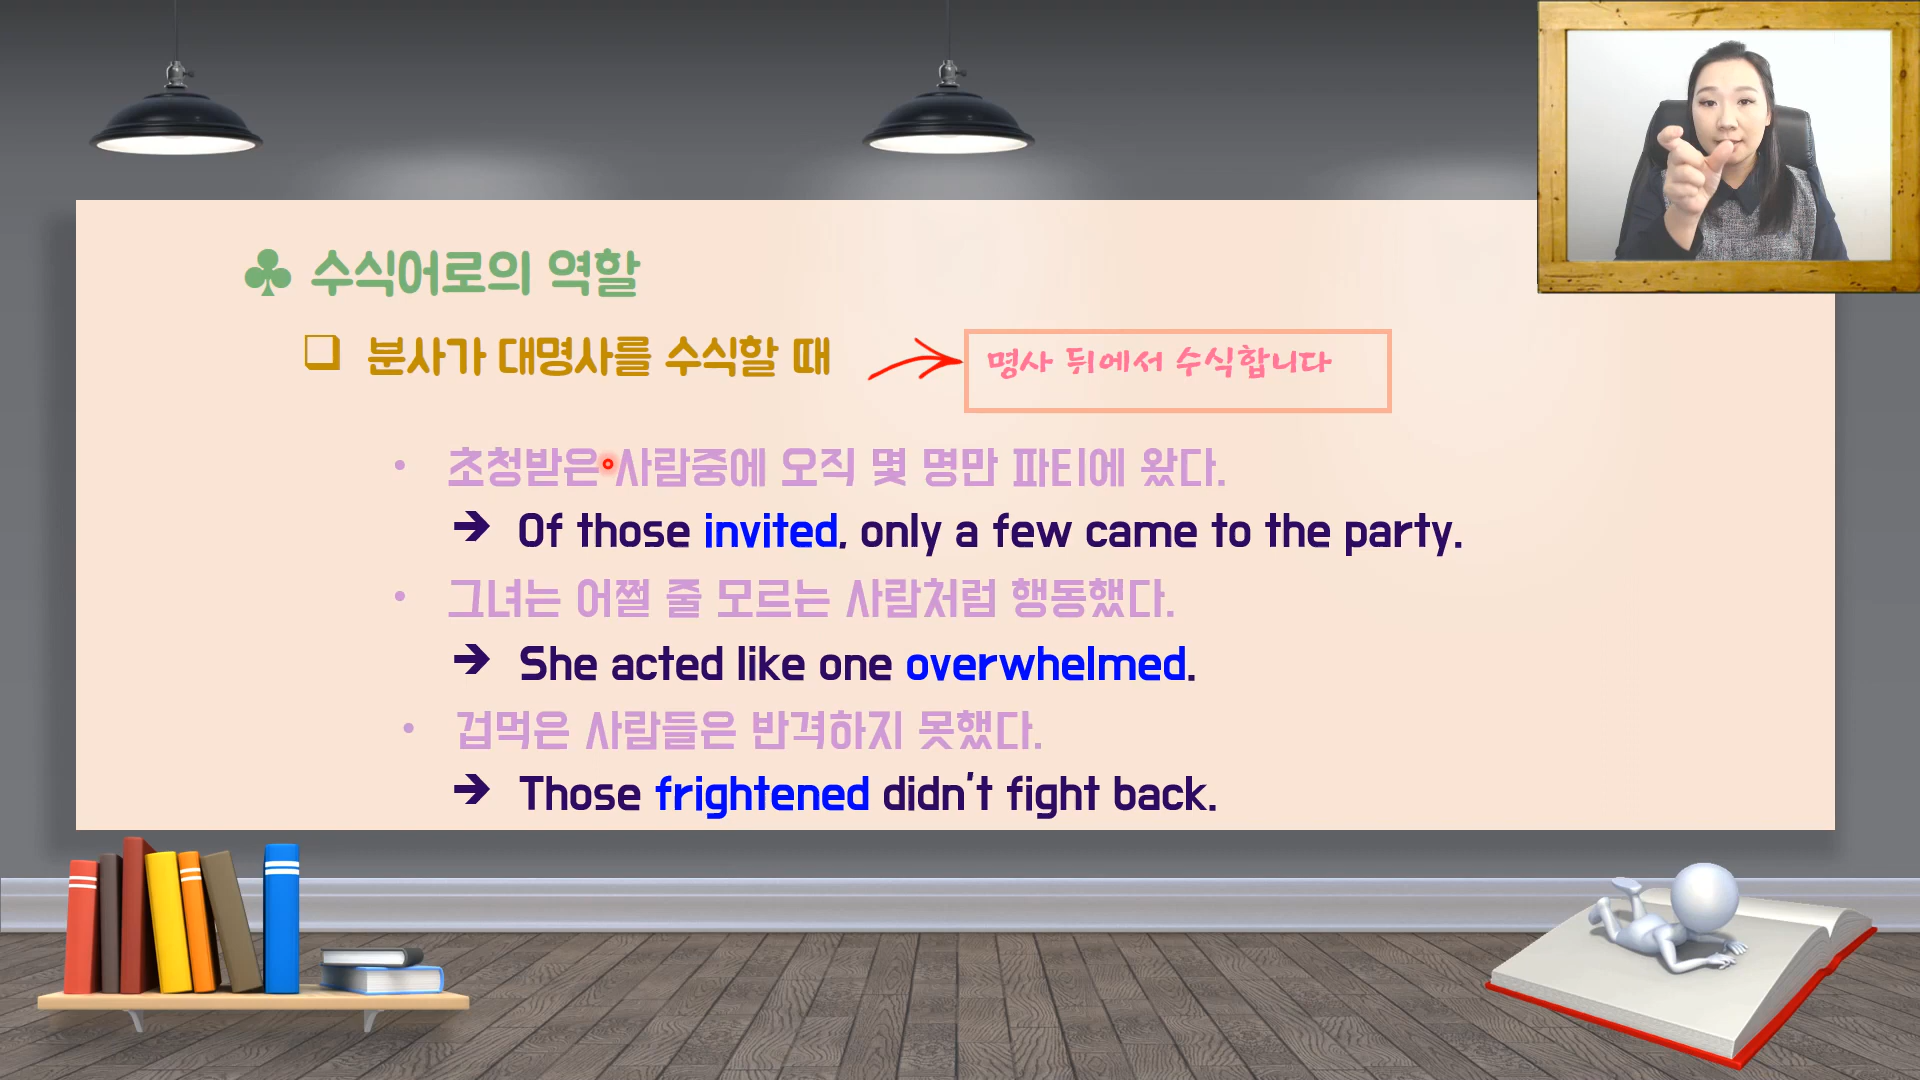 ♣ 수식어로의 역할
❑ 분사가 대명사를 수식할 때
명사 뒤에서 수식합니다
• 초청받은 사람중에 오직 몇 명만 파티에 왔다.
➔ Of those invited, only a few came to the party.
• 그녀는 어쩔 줄 모르는 사람처럼 행동했다.
➔ She acted like one overwhelmed.
• 겁먹은 사람들은 반격하지 못했다.
➔ Those frightened didn't fight back.